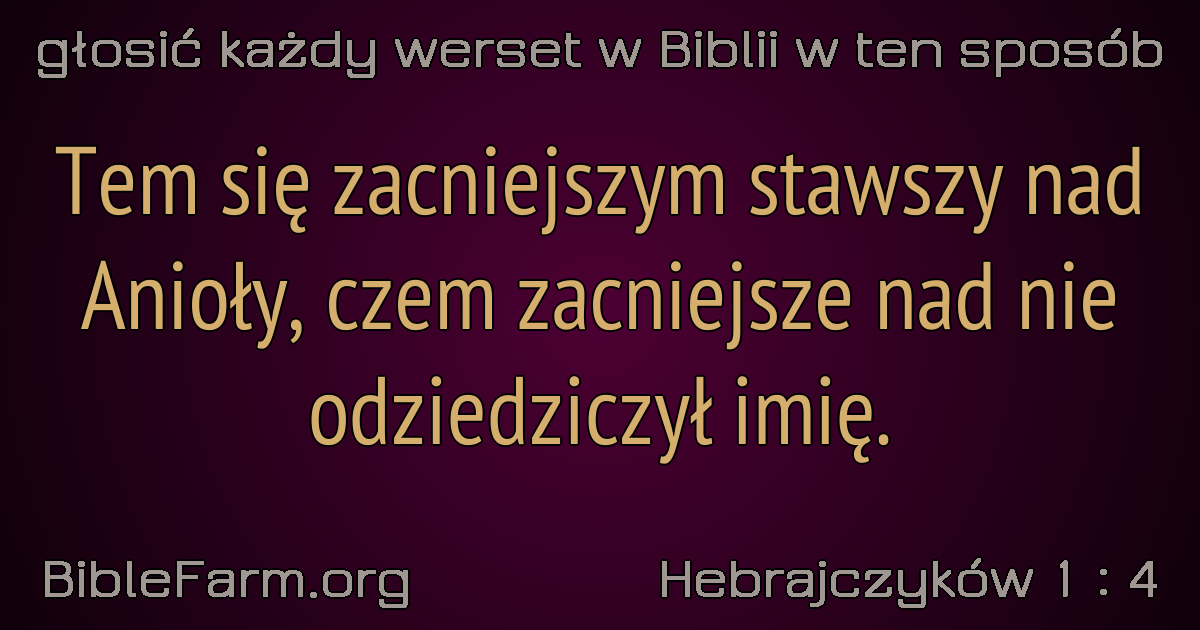 głosić każdy werset w Biblii w ten sposób
Tem się zacniejszym stawszy nad
Anioły, czem zacniejsze nad nie
odziedziczył imię.
BibleFarm.org
Hebrajczyków 1 : 4